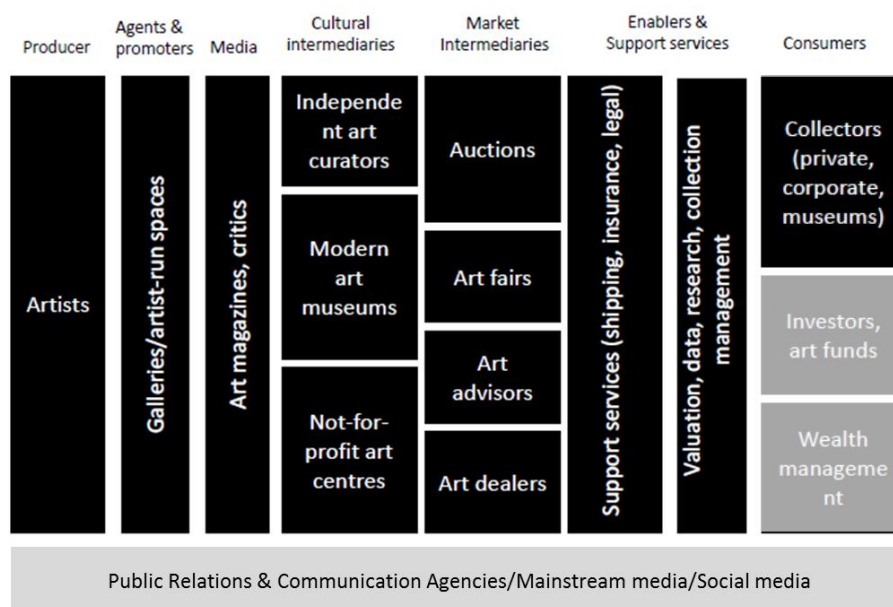 Producer
Agents &
promoters
Media
Cultural
intermediaries
Market
Intermediaries
Enablers &
Support services
Consumers
Artists
Galleries/artist-run spaces
Art magazines, critics
Independe
nt art
curators
Modern
art
museums
Not-for-
profit art
centres
Auctions
Art fairs
Art
advisors
Art dealers
Support services (shipping, insurance, legal)
Valuation, data, research, collection
management
Collectors
(private,
corporate,
museums)
Investors,
art funds
Wealth
manageme
nt
Public Relations & Communication Agencies/Mainstream media/Social media